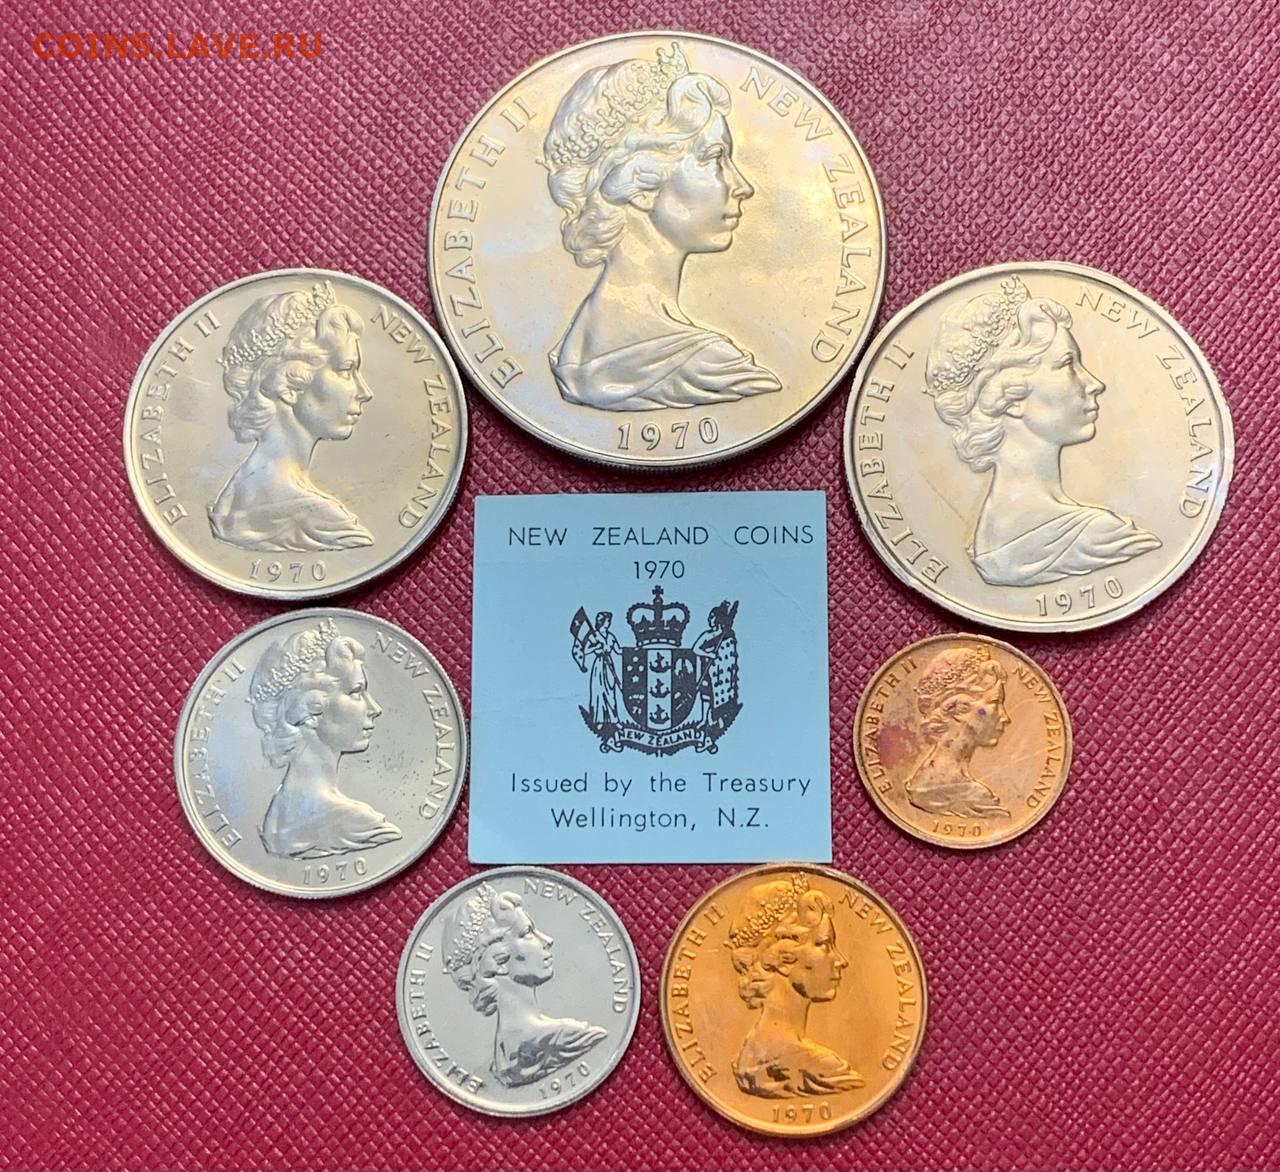 COINS.LAVE.RU
ELIZABETH II NEW ZEALAND
1970
ELIZABETH II NEW ZEALAND
1970
ELIZABETH II NEW ZEALAND
1970
NEW ZEALAND COINS
1970
NEW ZEALAND
Issued by the Treasury
Wellington, N.Z.
ELIZABETH II NEW ZEALAND
1970
ELIZABETH II NEW ZEALAND
1970
ELIZABETH II NEW ZEALAND
1970
ELIZABETH II NEW ZEALAND
1970